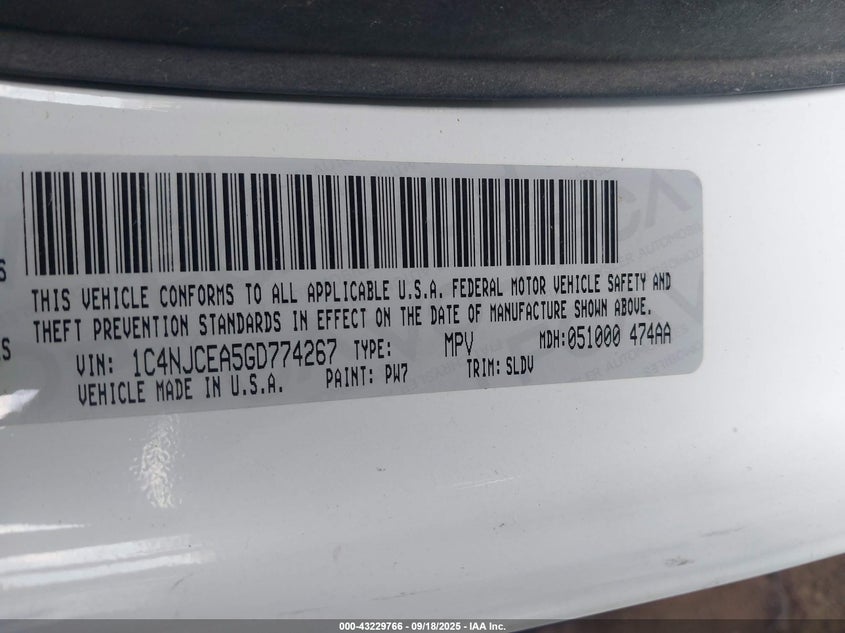 S
THIS VEHICLE CONFORMS TO ALL APPLICABLE U.S.A. FEDERAL MOTOR VEHICLE SAFETY AND
THEFT PREVENTION STANDARDS IN EFFECT ON THE DATE OF MANUFACTURE SHOWN ABOVE.
ES
VIN: 1C4NJCEA5GD774267 TYPE: MPV MDH:051000 474AA
VEHICLE MADE IN U.S.A. PAINT: PW7 TRIM: SLDV
000-43229766 - 09/18/2025 - IAA Inc.